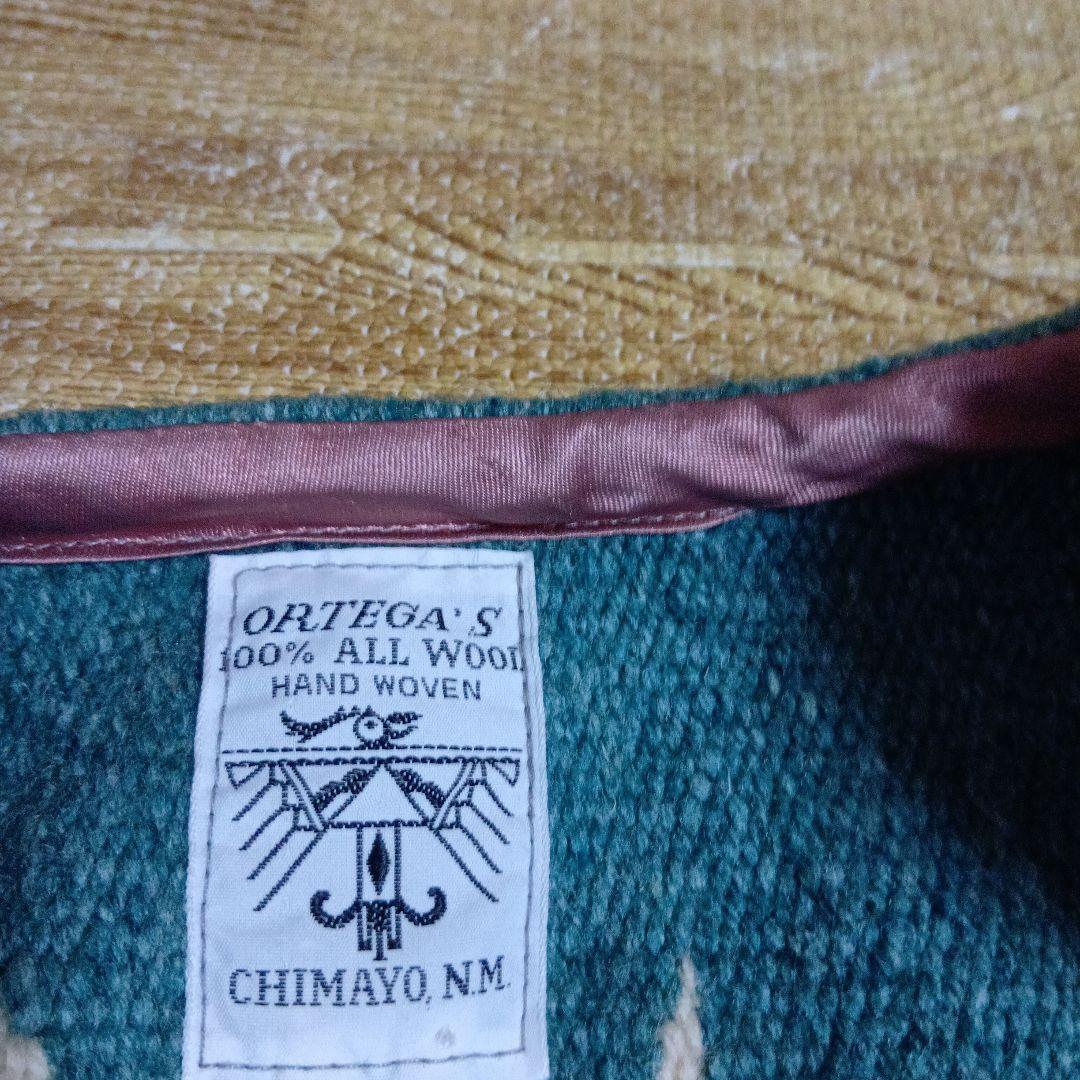 ORTEGA'S
100% ALL WOOL
HAND WOVEN
CHIMAYO, N.M.